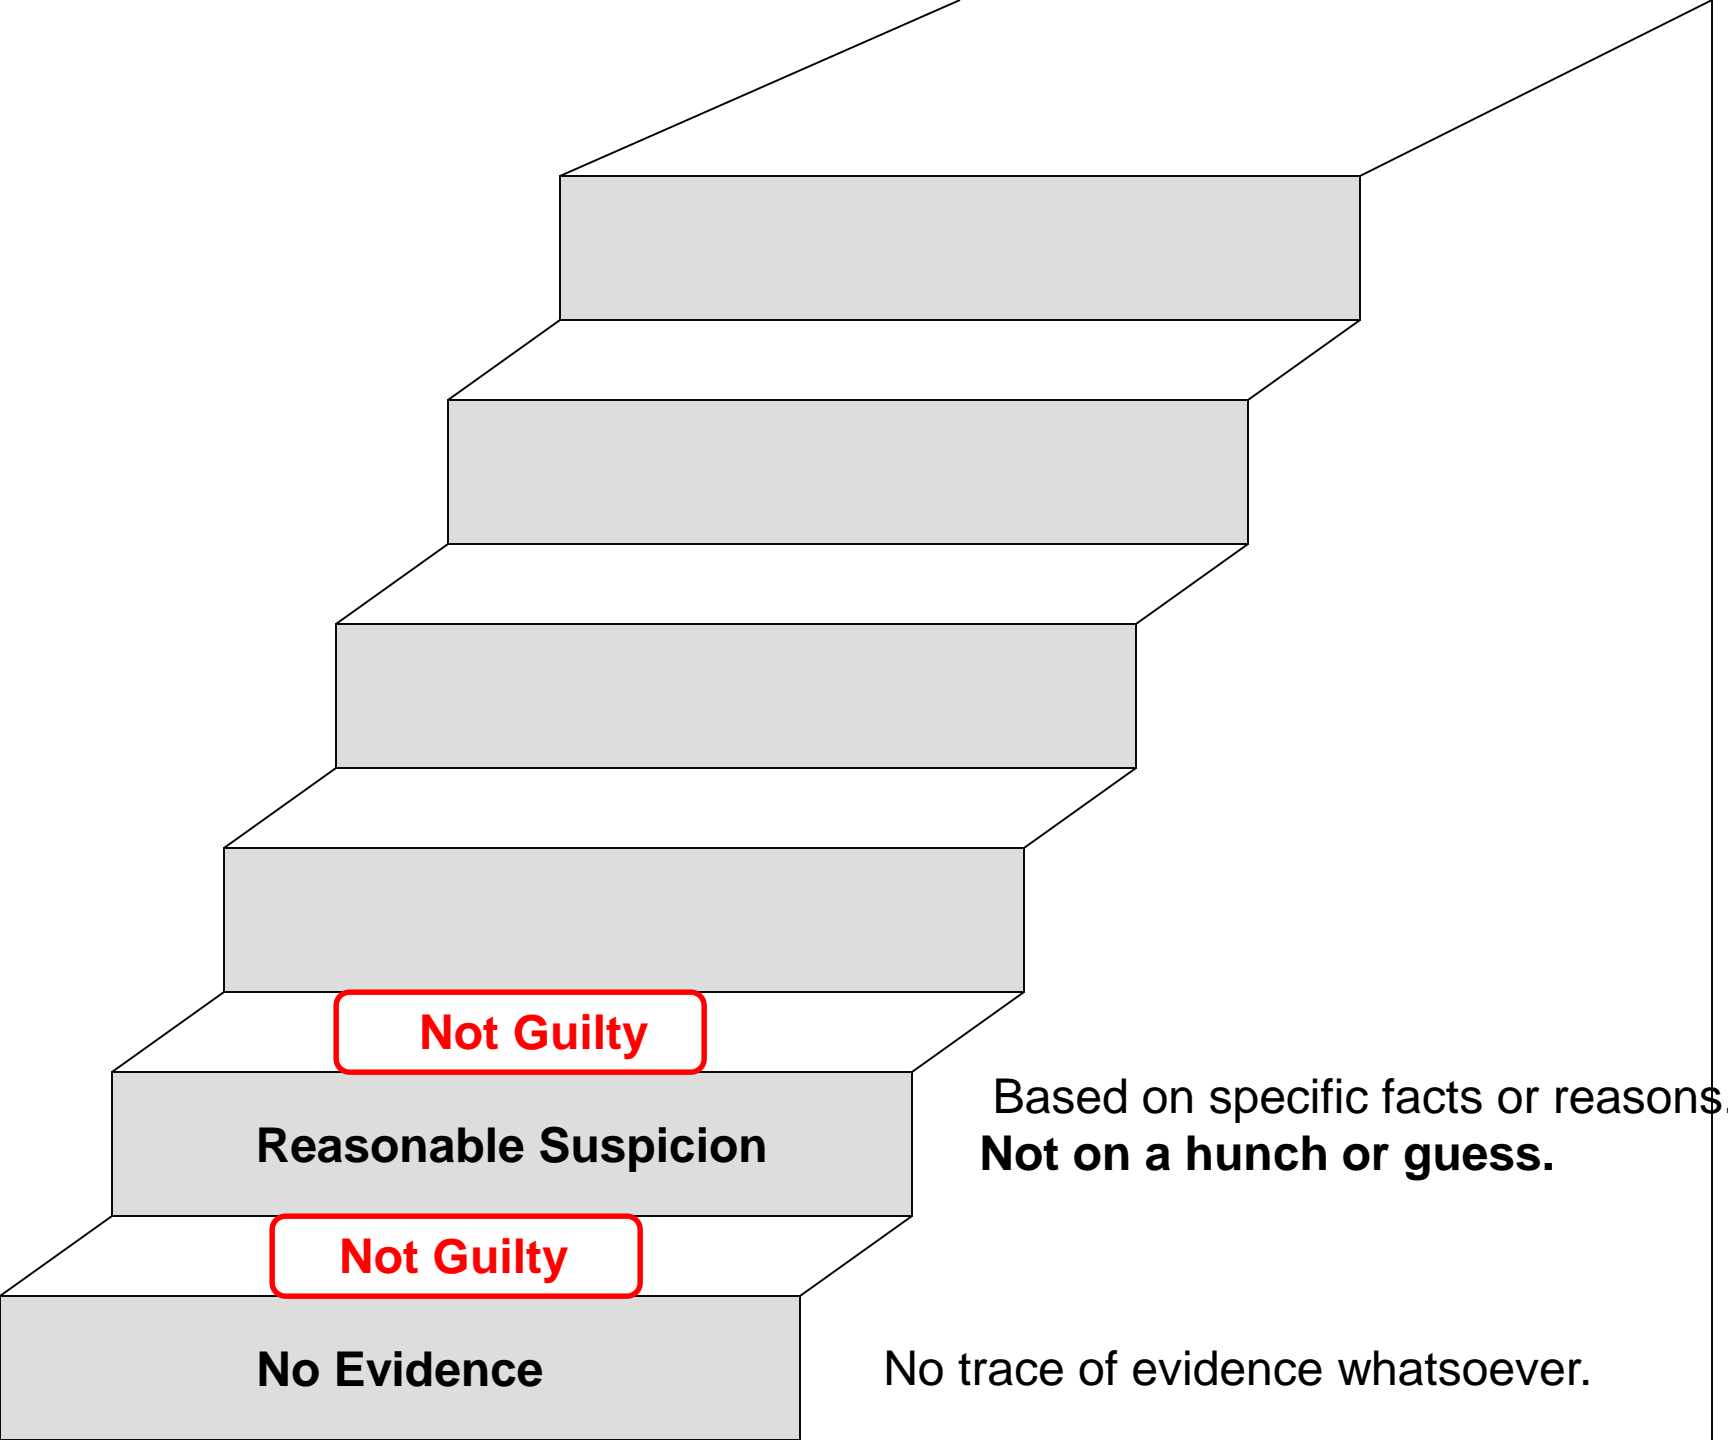 Not Guilty
Based on specific facts or reasons.
Reasonable Suspicion
Not on a hunch or guess.
Not Guilty
No Evidence
No trace of evidence whatsoever.